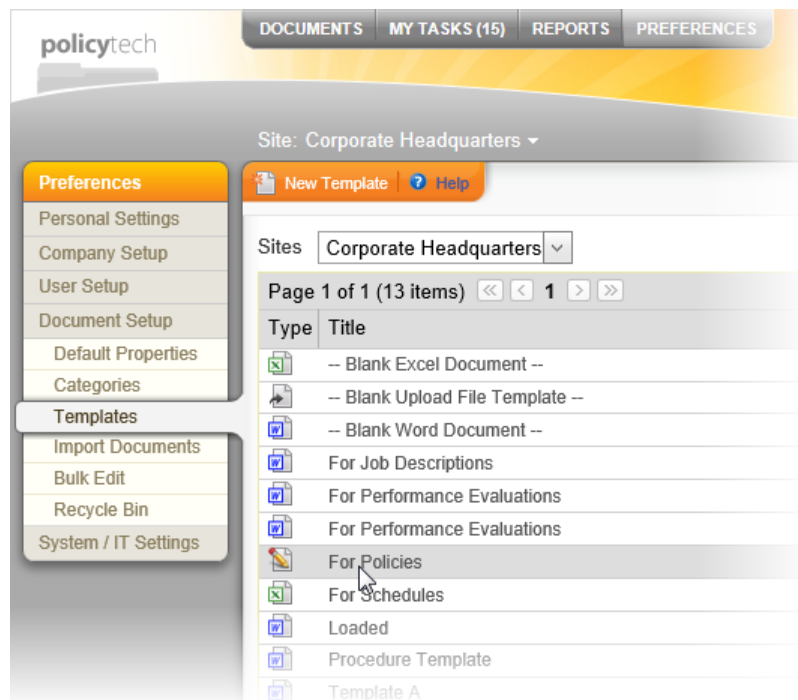 policytech
DOCUMENTS MY TASKS (15) REPORTS PREFERENCES
Site: Corporate Headquarters
Preferences
Personal Settings
Company Setup
User Setup
Document Setup
Default Properties
Categories
Templates
Import Documents
Bulk Edit
Recycle Bin
System / IT Settings
New Template Help
Sites Corporate Headquarters
Page 1 of 1 (13 items) 1
Type Title
-- Blank Excel Document --
-- Blank Upload File Template --
-- Blank Word Document --
For Job Descriptions
For Performance Evaluations
For Performance Evaluations
For Policies
For Schedules
Loaded
Procedure Template
Template A